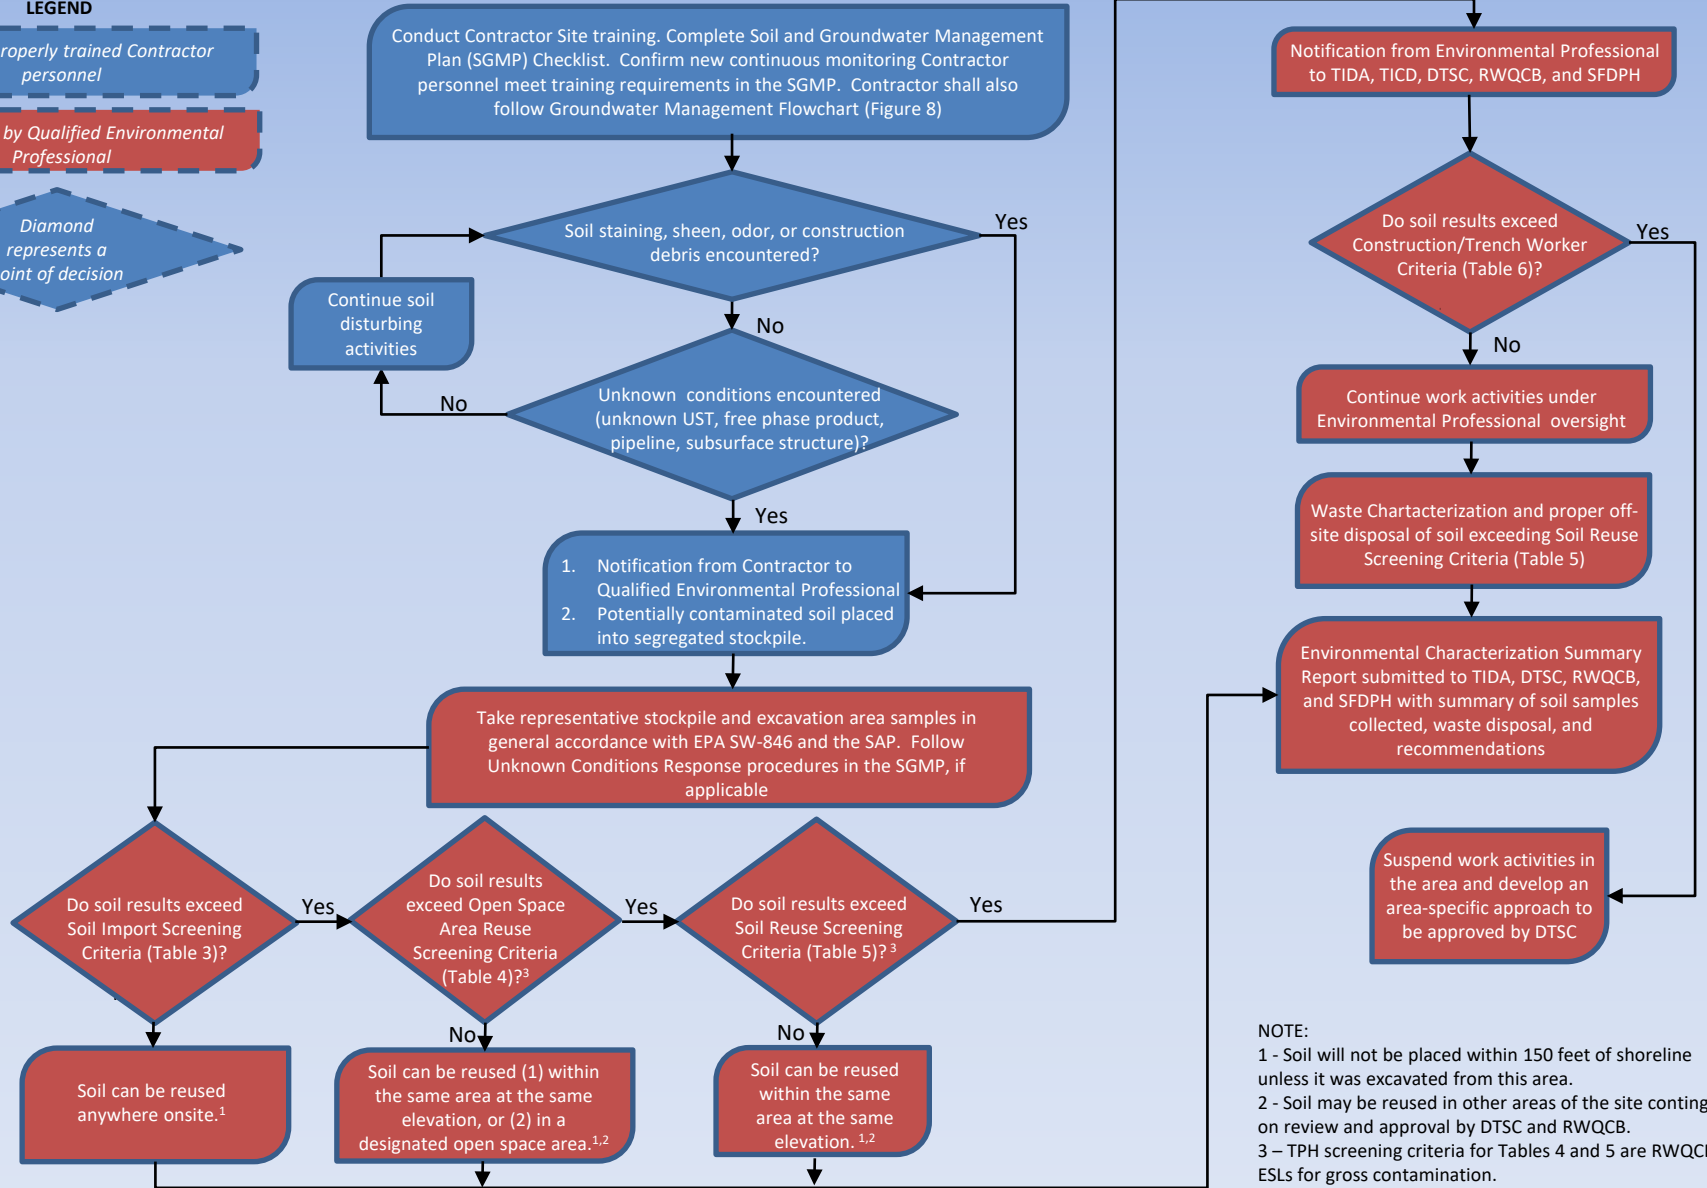 LEGEND
roperly trained Contractor
personnel
by Qualified Environmental
Professional
Diamond
represents a
oint of decision
Conduct Contractor Site training. Complete Soil and Groundwater Management
Plan (SGMP) Checklist. Confirm new continuous monitoring Contractor
personnel meet training requirements in the SGMP. Contractor shall also
follow Groundwater Management Flowchart (Figure 8)
Soil staining, sheen, odor, or construction
debris encountered?
Yes
No
Continue soil
disturbing
activities
Unknown conditions encountered
(unknown UST, free phase product,
pipeline, subsurface structure)?
No
Yes
1. Notification from Contractor to
Qualified Environmental Professional
2. Potentially contaminated soil placed
into segregated stockpile.
Take representative stockpile and excavation area samples in
general accordance with EPA SW-846 and the SAP. Follow
Unknown Conditions Response procedures in the SGMP, if
applicable
Do soil results exceed
Soil Import Screening
Criteria (Table 3)?
Yes
Do soil results
exceed Open Space
Area Reuse
Screening Criteria
(Table 4)?3
Yes
Do soil results exceed
Soil Reuse Screening
Criteria (Table 5)? 3
Yes
No
No
Soil can be reused
anywhere onsite.1
Soil can be reused (1) within
the same area at the same
elevation, or (2) in a
designated open space area.1,2
Soil can be reused
within the same
area at the same
elevation. 1,2
Notification from Environmental Professional
to TIDA, TICD, DTSC, RWQCB, and SFDPH
Do soil results exceed
Construction/Trench Worker
Criteria (Table 6)?
Yes
No
Continue work activities under
Environmental Professional oversight
Waste Chartacterization and proper off-
site disposal of soil exceeding Soil Reuse
Screening Criteria (Table 5)
Environmental Characterization Summary
Report submitted to TIDA, DTSC, RWQCB,
and SFDPH with summary of soil samples
collected, waste disposal, and
recommendations
Suspend work activities in
the area and develop an
area-specific approach to
be approved by DTSC
NOTE:
1 - Soil will not be placed within 150 feet of shoreline
unless it was excavated from this area.
2 - Soil may be reused in other areas of the site conting
on review and approval by DTSC and RWQCB.
3 – TPH screening criteria for Tables 4 and 5 are RWQCB
ESLs for gross contamination.